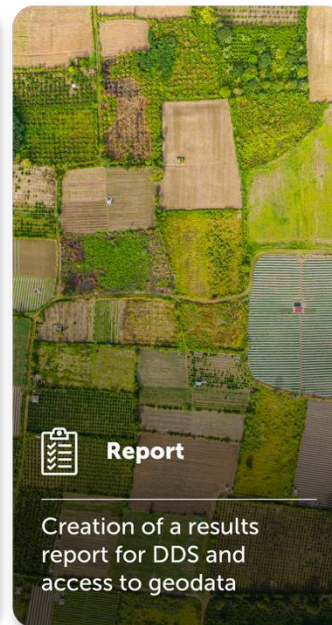 Report
Creation of a results
report for DDS and
access to geodata